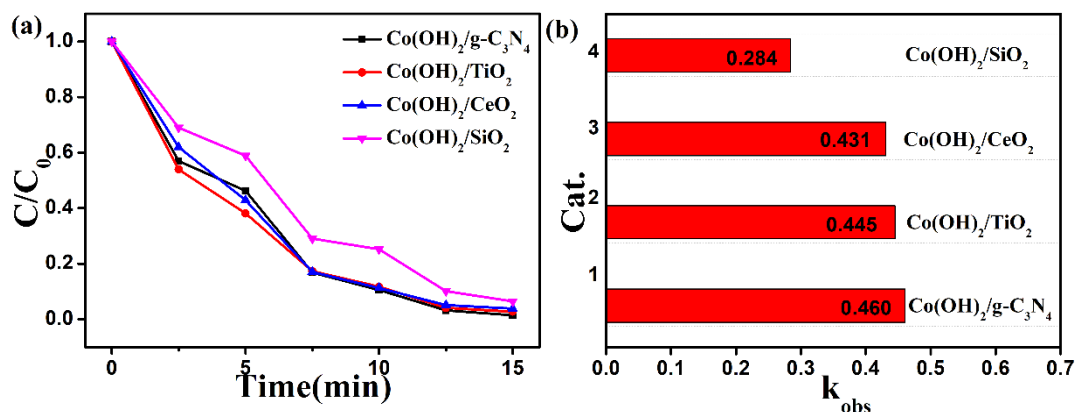 (a)
Co(OH)₂/g-C₃N₄
Co(OH)₂/TiO₂
Co(OH)₂/CeO₂
Co(OH)₂/SiO₂
C/C₀
1.0
0.8
0.6
0.4
0.2
0.0
0
5
10
15
Time(min)
(b)
Cat.
4
0.284
Co(OH)₂/SiO₂
3
0.431
Co(OH)₂/CeO₂
2
0.445
Co(OH)₂/TiO₂
1
0.460
Co(OH)₂/g-C₃N₄
0.0 0.1 0.2 0.3 0.4 0.5 0.6 0.7
k_obs